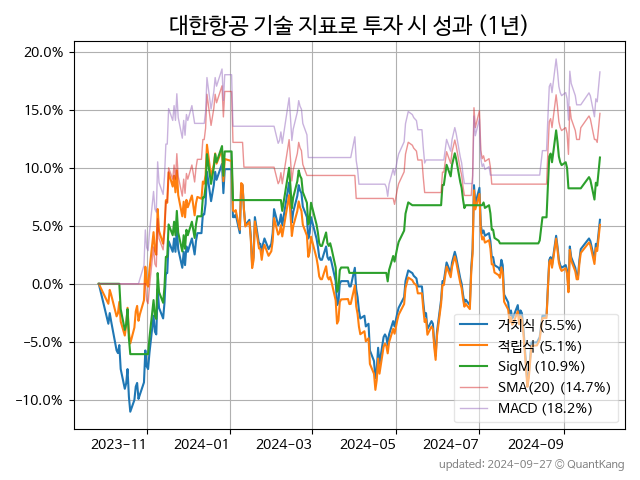 대한항공 기술 지표로 투자 시 성과 (1년)
20.0%
15.0%
10.0%
5.0%
0.0%
−5.0%
−10.0%
거치식 (5.5%)
적립식 (5.1%)
SigM (10.9%)
SMA(20) (14.7%)
MACD (18.2%)
2023−11 2024−01 2024−03 2024−05 2024−07 2024−09
updated: 2024−09−27 ⓒ QuantKang